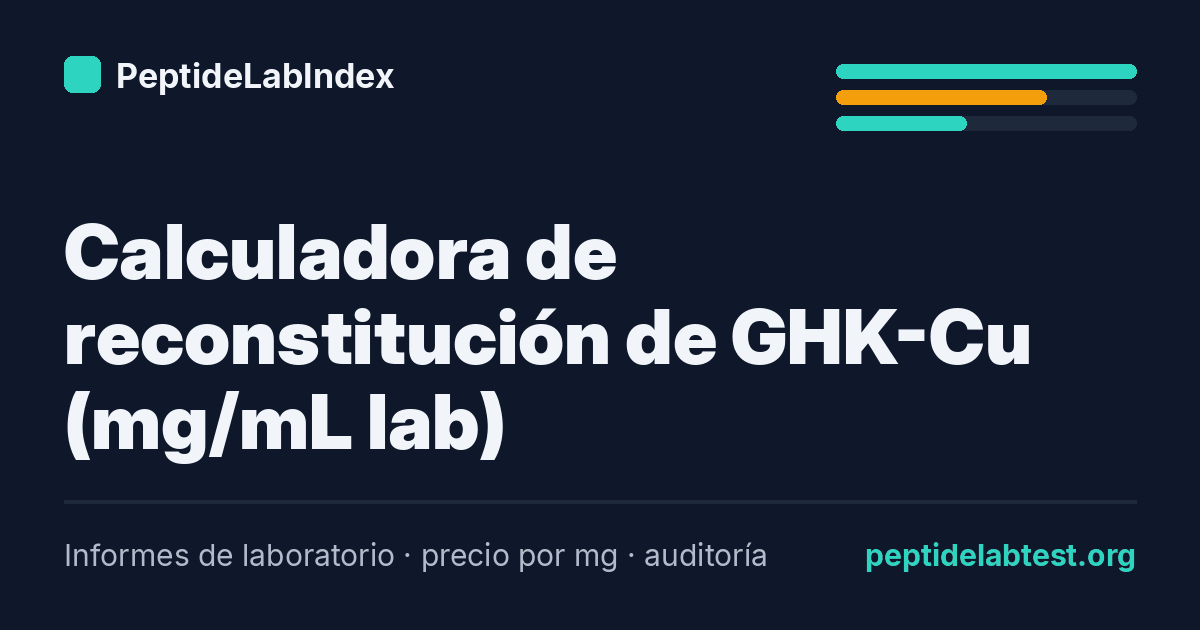 PeptideLabIndex
Calculadora de
reconstitución de GHK-Cu
(mg/mL lab)
Informes de laboratorio · precio por mg · auditoría
peptidelabtest.org